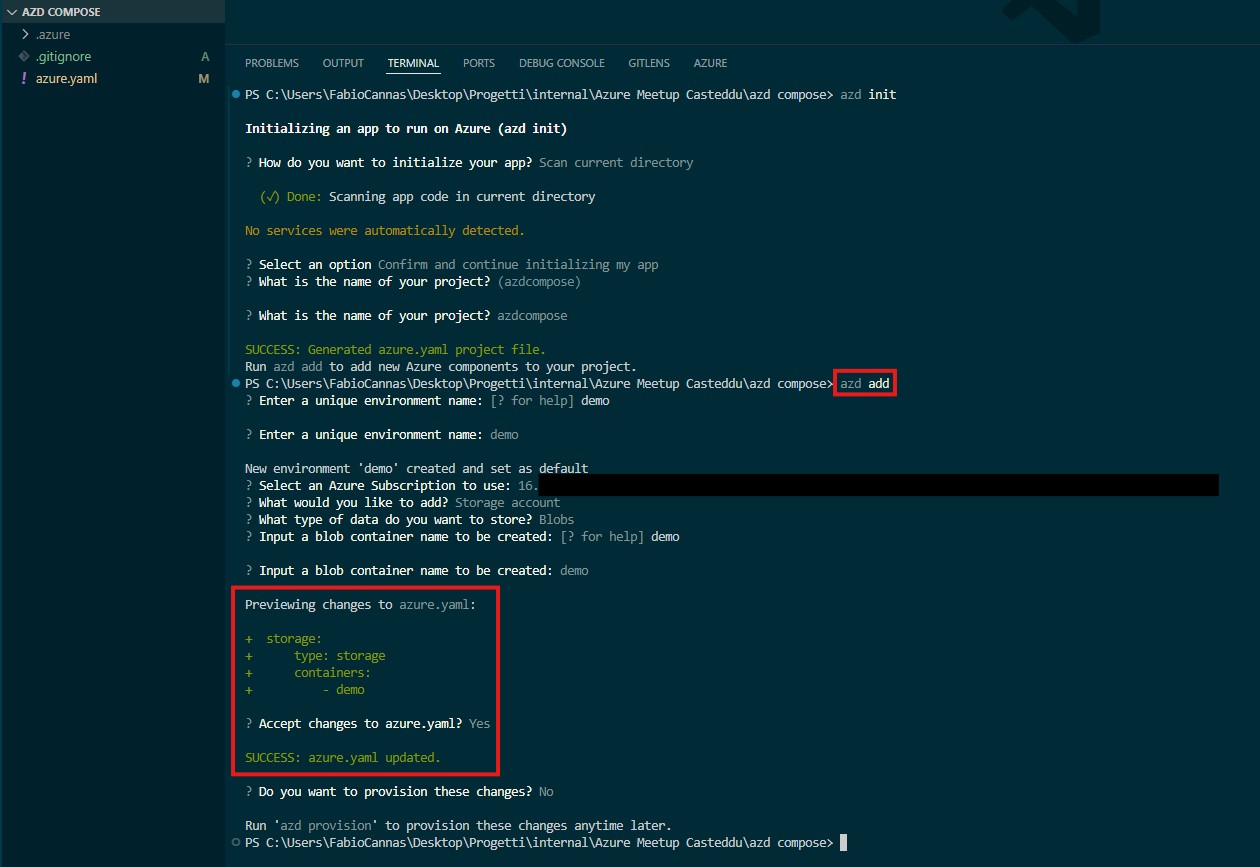 AZD COMPOSE
.azure
.gitignore A
! azure.yaml M
PROBLEMS OUTPUT TERMINAL PORTS DEBUG CONSOLE GITLENS AZURE
PS C:\Users\FabioCannas\Desktop\Progetti\internal\Azure Meetup Casteddu\azd compose> azd init
Initializing an app to run on Azure (azd init)
? How do you want to initialize your app? Scan current directory
(✓) Done: Scanning app code in current directory
No services were automatically detected.
? Select an option Confirm and continue initializing my app
? What is the name of your project? (azdcompose)
? What is the name of your project? azdcompose
SUCCESS: Generated azure.yaml project file.
Run azd add to add new Azure components to your project.
PS C:\Users\FabioCannas\Desktop\Progetti\internal\Azure Meetup Casteddu\azd compose> azd add
? Enter a unique environment name: [? for help] demo
? Enter a unique environment name: demo
New environment 'demo' created and set as default
? Select an Azure Subscription to use: 16.
? What would you like to add? Storage account
? What type of data do you want to store? Blobs
? Input a blob container name to be created: [? for help] demo
? Input a blob container name to be created: demo
Previewing changes to azure.yaml:
+ storage:
+ type: storage
+ containers:
+ - demo
? Accept changes to azure.yaml? Yes
SUCCESS: azure.yaml updated.
? Do you want to provision these changes? No
Run 'azd provision' to provision these changes anytime later.
PS C:\Users\FabioCannas\Desktop\Progetti\internal\Azure Meetup Casteddu\azd compose>